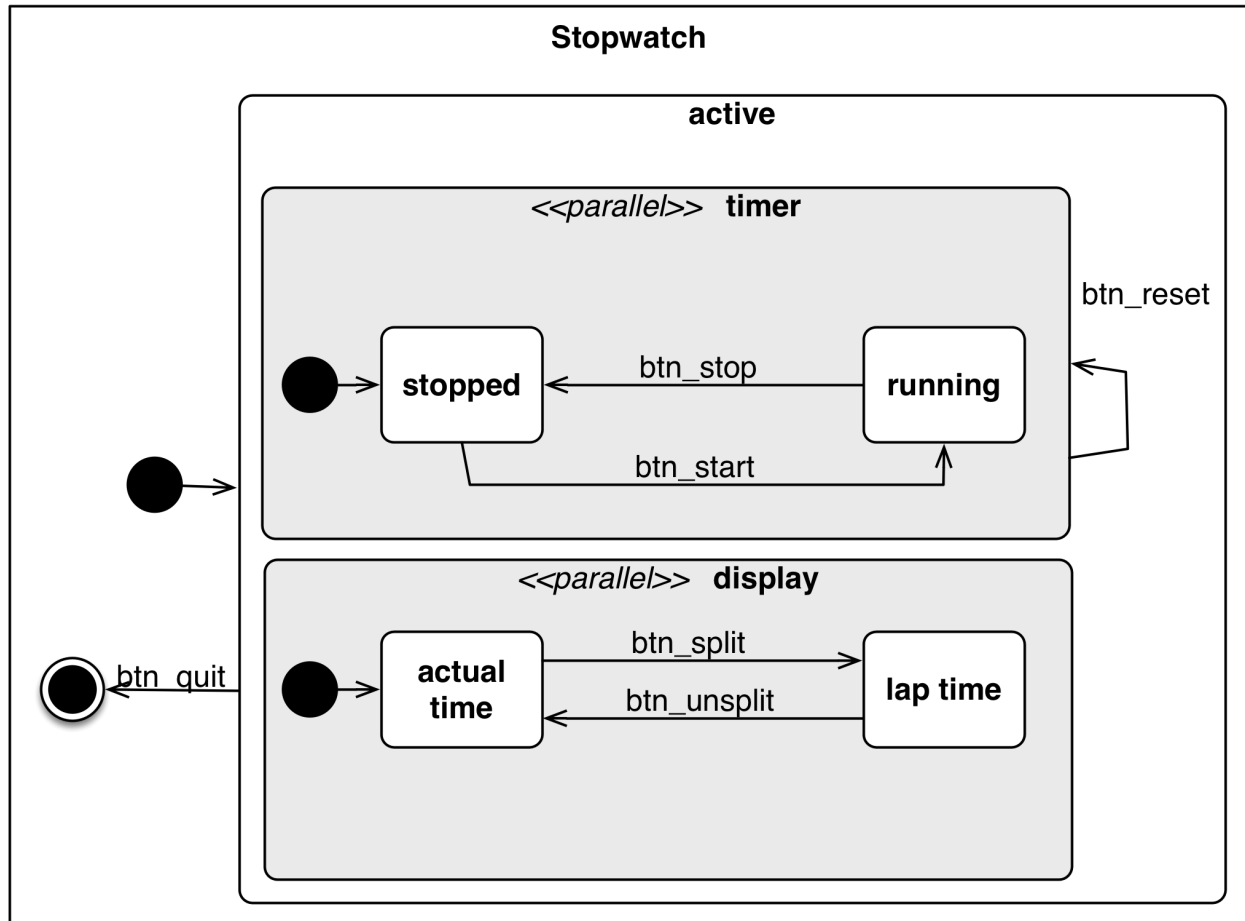 Stopwatch
active
<<parallel>> timer
btn_reset
btn_stop
stopped
running
btn_start
<<parallel>> display
btn_split
actual
time
lap time
btn_unsplit
btn_quit